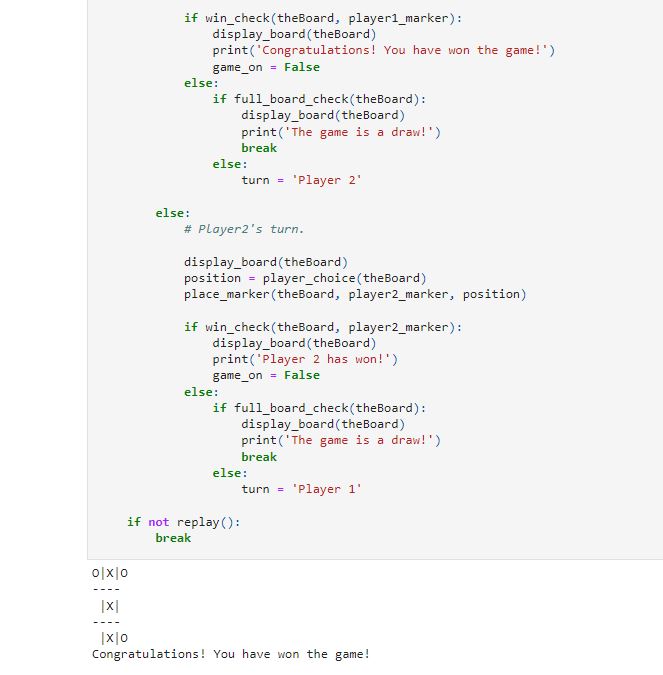 if win_check(theBoard, player1_marker):
display_board(theBoard)
print('Congratulations! You have won the game!')
game_on = False
else:
if full_board_check(theBoard):
display_board(theBoard)
print('The game is a draw!')
break
else:
turn = 'Player 2'
else:
# Player2's turn.
display_board(theBoard)
position = player_choice(theBoard)
place_marker(theBoard, player2_marker, position)
if win_check(theBoard, player2_marker):
display_board(theBoard)
print('Player 2 has won!')
game_on = False
else:
if full_board_check(theBoard):
display_board(theBoard)
print('The game is a draw!')
break
else:
turn = 'Player 1'
if not replay():
break
O|X|O
----
 |X|
----
 |X|O
Congratulations! You have won the game!